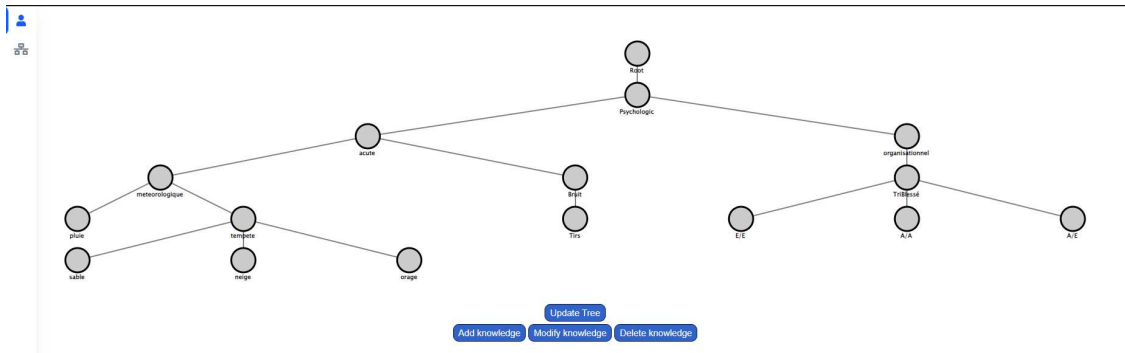 Root
Psychologic
acute
organisationnel
meteorologique
Bruit
TriBlessé
pluie
tempete
Tirs
E/E
A/A
A/E
sable
neige
orage
Update Tree
Add knowledge
Modify knowledge
Delete knowledge